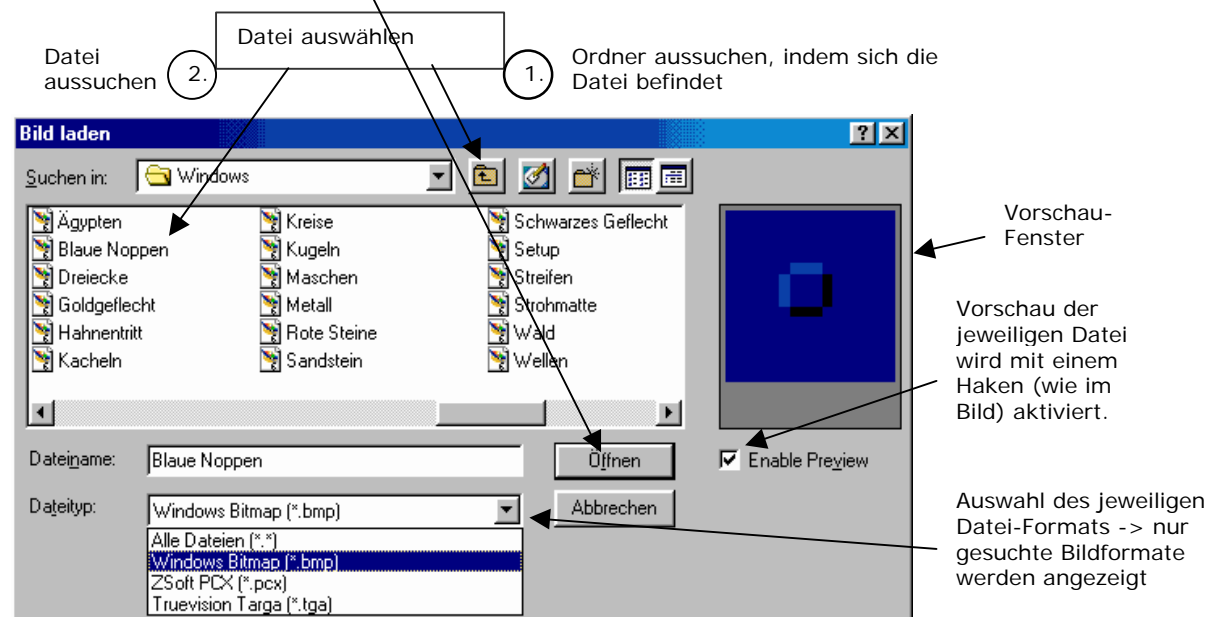 Datei auswählen
Datei
aussuchen
2.
1.
Ordner aussuchen, indem sich die
Datei befindet
Bild laden
Suchen in:
Windows
Ägypten
Blaue Noppen
Dreiecke
Goldgeflecht
Hahnentritt
Kacheln
Kreise
Kugeln
Maschen
Metall
Rote Steine
Sandstein
Schwarzes Geflecht
Setup
Streifen
Strohmatte
Wald
Wellen
Vorschau-
Fenster
Vorschau der
jeweiligen Datei
wird mit einem
Haken (wie im
Bild) aktiviert.
Dateiname:
Blaue Noppen
Öffnen
Enable Preview
Dateityp:
Windows Bitmap (*.bmp)
Abbrechen
Alle Dateien (*.*)
Windows Bitmap (*.bmp)
ZSoft PCX (*.pcx)
Truevision Targa (*.tga)
Auswahl des jeweiligen
Datei-Formats -> nur
gesuchte Bildformate
werden angezeigt